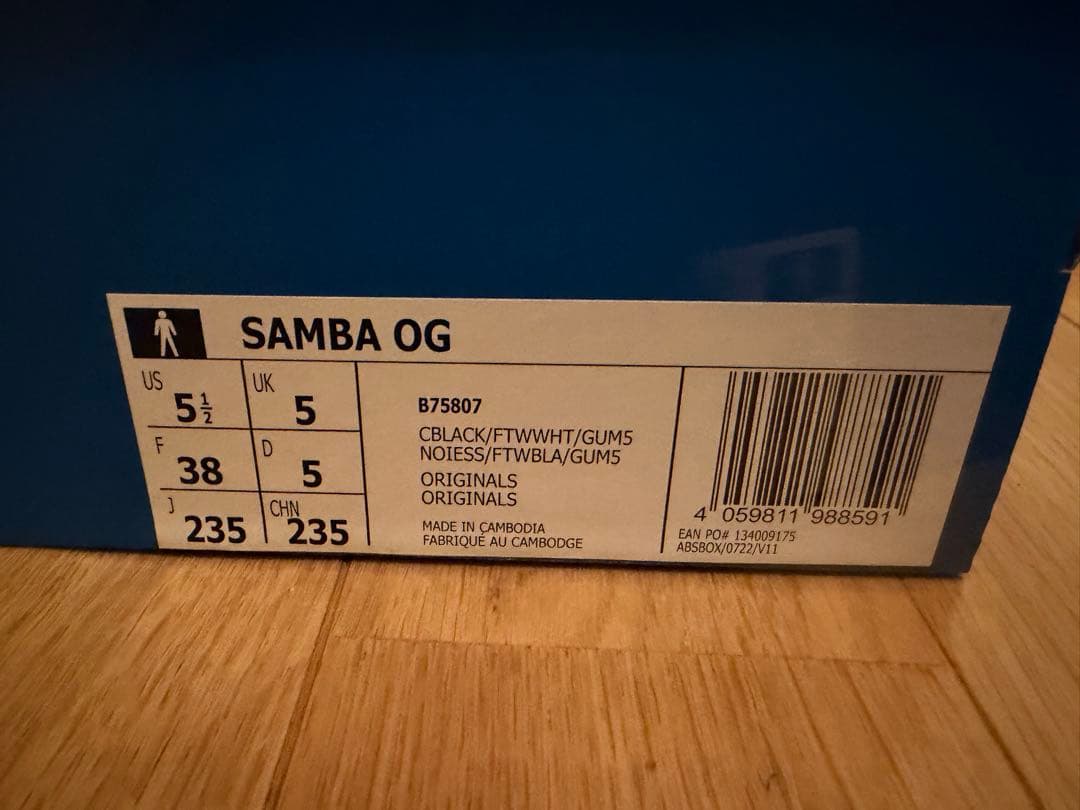 SAMBA OG
US 5½
UK 5
F 38
D 5
J 235
CHN 235
B75807
CBLACK/FTWWHT/GUM5
NOIESS/FTWBLA/GUM5
ORIGINALS
ORIGINALS
MADE IN CAMBODIA
FABRIQUÉ AU CAMBODGE
4 059811 988591
EAN PO# 134009175
ABSBOX/0722/V11